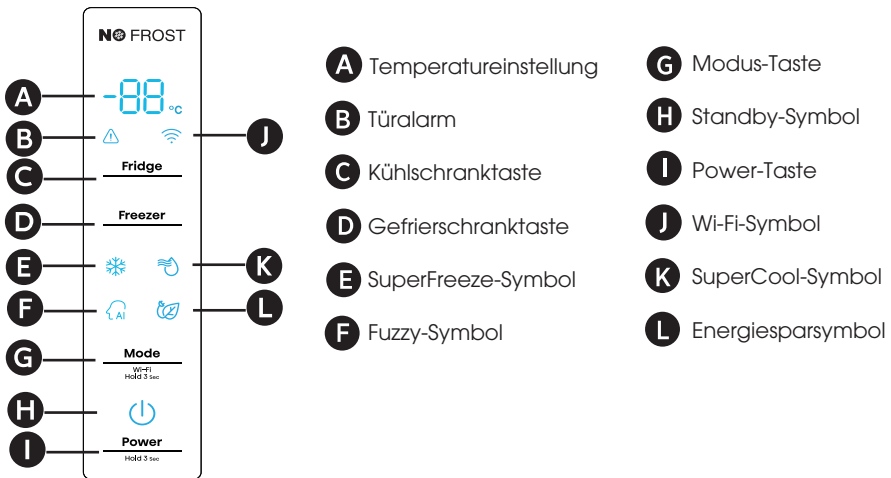 NO FROST
-88 °C
Fridge
Freezer
AI
Mode
Wi-Fi
Hold 3 Sec
Power
Hold 3 Sec
A
B
C
D
E
F
G
H
I
J
K
L
A Temperatureinstellung
B Türalarm
C Kühlschranktaste
D Gefrierschranktaste
E SuperFreeze-Symbol
F Fuzzy-Symbol
G Modus-Taste
H Standby-Symbol
I Power-Taste
J Wi-Fi-Symbol
K SuperCool-Symbol
L Energiesparsymbol